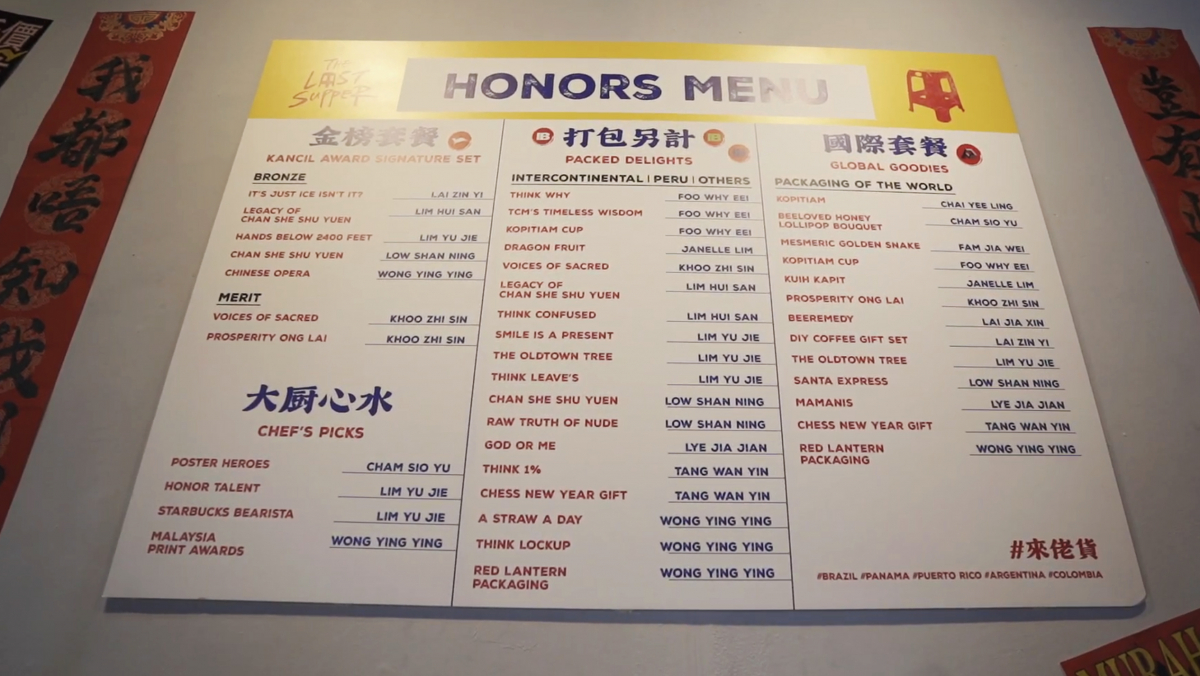 價
我都唔知我
THE LAST SUPPER
HONORS MENU
金榜套餐
KANCIL AWARD SIGNATURE SET
BRONZE
IT'S JUST ICE ISN'T IT? LAI ZIN YI
LEGACY OF
CHAN SHE SHU YUEN LIM HUI SAN
HANDS BELOW 2400 FEET LIM YU JIE
CHAN SHE SHU YUEN LOW SHAN NING
CHINESE OPERA WONG YING YING
MERIT
VOICES OF SACRED KHOO ZHI SIN
PROSPERITY ONG LAI KHOO ZHI SIN
大厨心水
CHEF'S PICKS
POSTER HEROES CHAM SIO YU
HONOR TALENT LIM YU JIE
STARBUCKS BEARISTA LIM YU JIE
MALAYSIA
PRINT AWARDS WONG YING YING
打包另計
PACKED DELIGHTS
INTERCONTINENTAL | PERU | OTHERS
THINK WHY FOO WHY EEI
TCM'S TIMELESS WISDOM FOO WHY EEI
KOPITIAM CUP FOO WHY EEI
DRAGON FRUIT JANELLE LIM
VOICES OF SACRED KHOO ZHI SIN
LEGACY OF
CHAN SHE SHU YUEN LIM HUI SAN
THINK CONFUSED LIM HUI SAN
SMILE IS A PRESENT LIM YU JIE
THE OLDTOWN TREE LIM YU JIE
THINK LEAVE'S LIM YU JIE
CHAN SHE SHU YUEN LOW SHAN NING
RAW TRUTH OF NUDE LOW SHAN NING
GOD OR ME LYE JIA JIAN
THINK 1% TANG WAN YIN
CHESS NEW YEAR GIFT TANG WAN YIN
A STRAW A DAY WONG YING YING
THINK LOCKUP WONG YING YING
RED LANTERN
PACKAGING WONG YING YING
國際套餐
GLOBAL GOODIES
PACKAGING OF THE WORLD
KOPITIAM CHAI YEE LING
BEELOVED HONEY
LOLLIPOP BOUQUET CHAM SIO YU
MESMERIC GOLDEN SNAKE FAM JIA WEI
KOPITIAM CUP FOO WHY EEI
KUIH KAPIT JANELLE LIM
PROSPERITY ONG LAI KHOO ZHI SIN
BEEREMEDY LAI JIA XIN
DIY COFFEE GIFT SET LAI ZIN YI
THE OLDTOWN TREE LIM YU JIE
SANTA EXPRESS LOW SHAN NING
MAMANIS LYE JIA JIAN
CHESS NEW YEAR GIFT TANG WAN YIN
RED LANTERN
PACKAGING WONG YING YING
#來佬貨
#BRAZIL #PANAMA #PUERTO RICO #ARGENTINA #COLOMBIA
豈有
MURAH